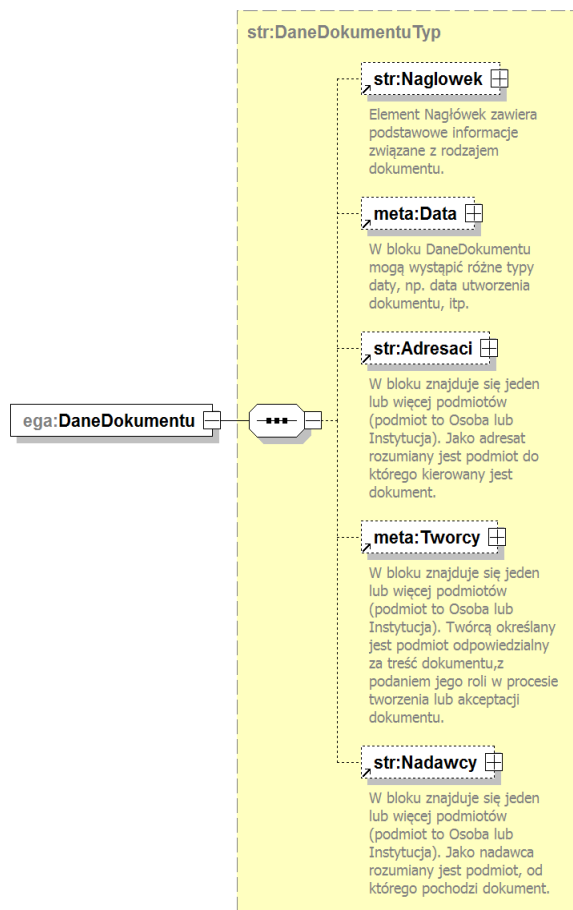 str:DaneDokumentuTyp
str:Naglowek
Element Nagłówek zawiera
podstawowe informacje
związane z rodzajem
dokumentu.
meta:Data
W bloku DaneDokumentu
mogą wystąpić różne typy
daty, np. data utworzenia
dokumentu, itp.
str:Adresaci
W bloku znajduje się jeden
lub więcej podmiotów
(podmiot to Osoba lub
Instytucja). Jako adresat
rozumiany jest podmiot do
którego kierowany jest
dokument.
ega:DaneDokumentu
meta:Tworcy
W bloku znajduje się jeden
lub więcej podmiotów
(podmiot to Osoba lub
Instytucja). Twórcą określany
jest podmiot odpowiedzialny
za treść dokumentu,z
podaniem jego roli w procesie
tworzenia lub akceptacji
dokumentu.
str:Nadawcy
W bloku znajduje się jeden
lub więcej podmiotów
(podmiot to Osoba lub
Instytucja). Jako nadawca
rozumiany jest podmiot, od
którego pochodzi dokument.